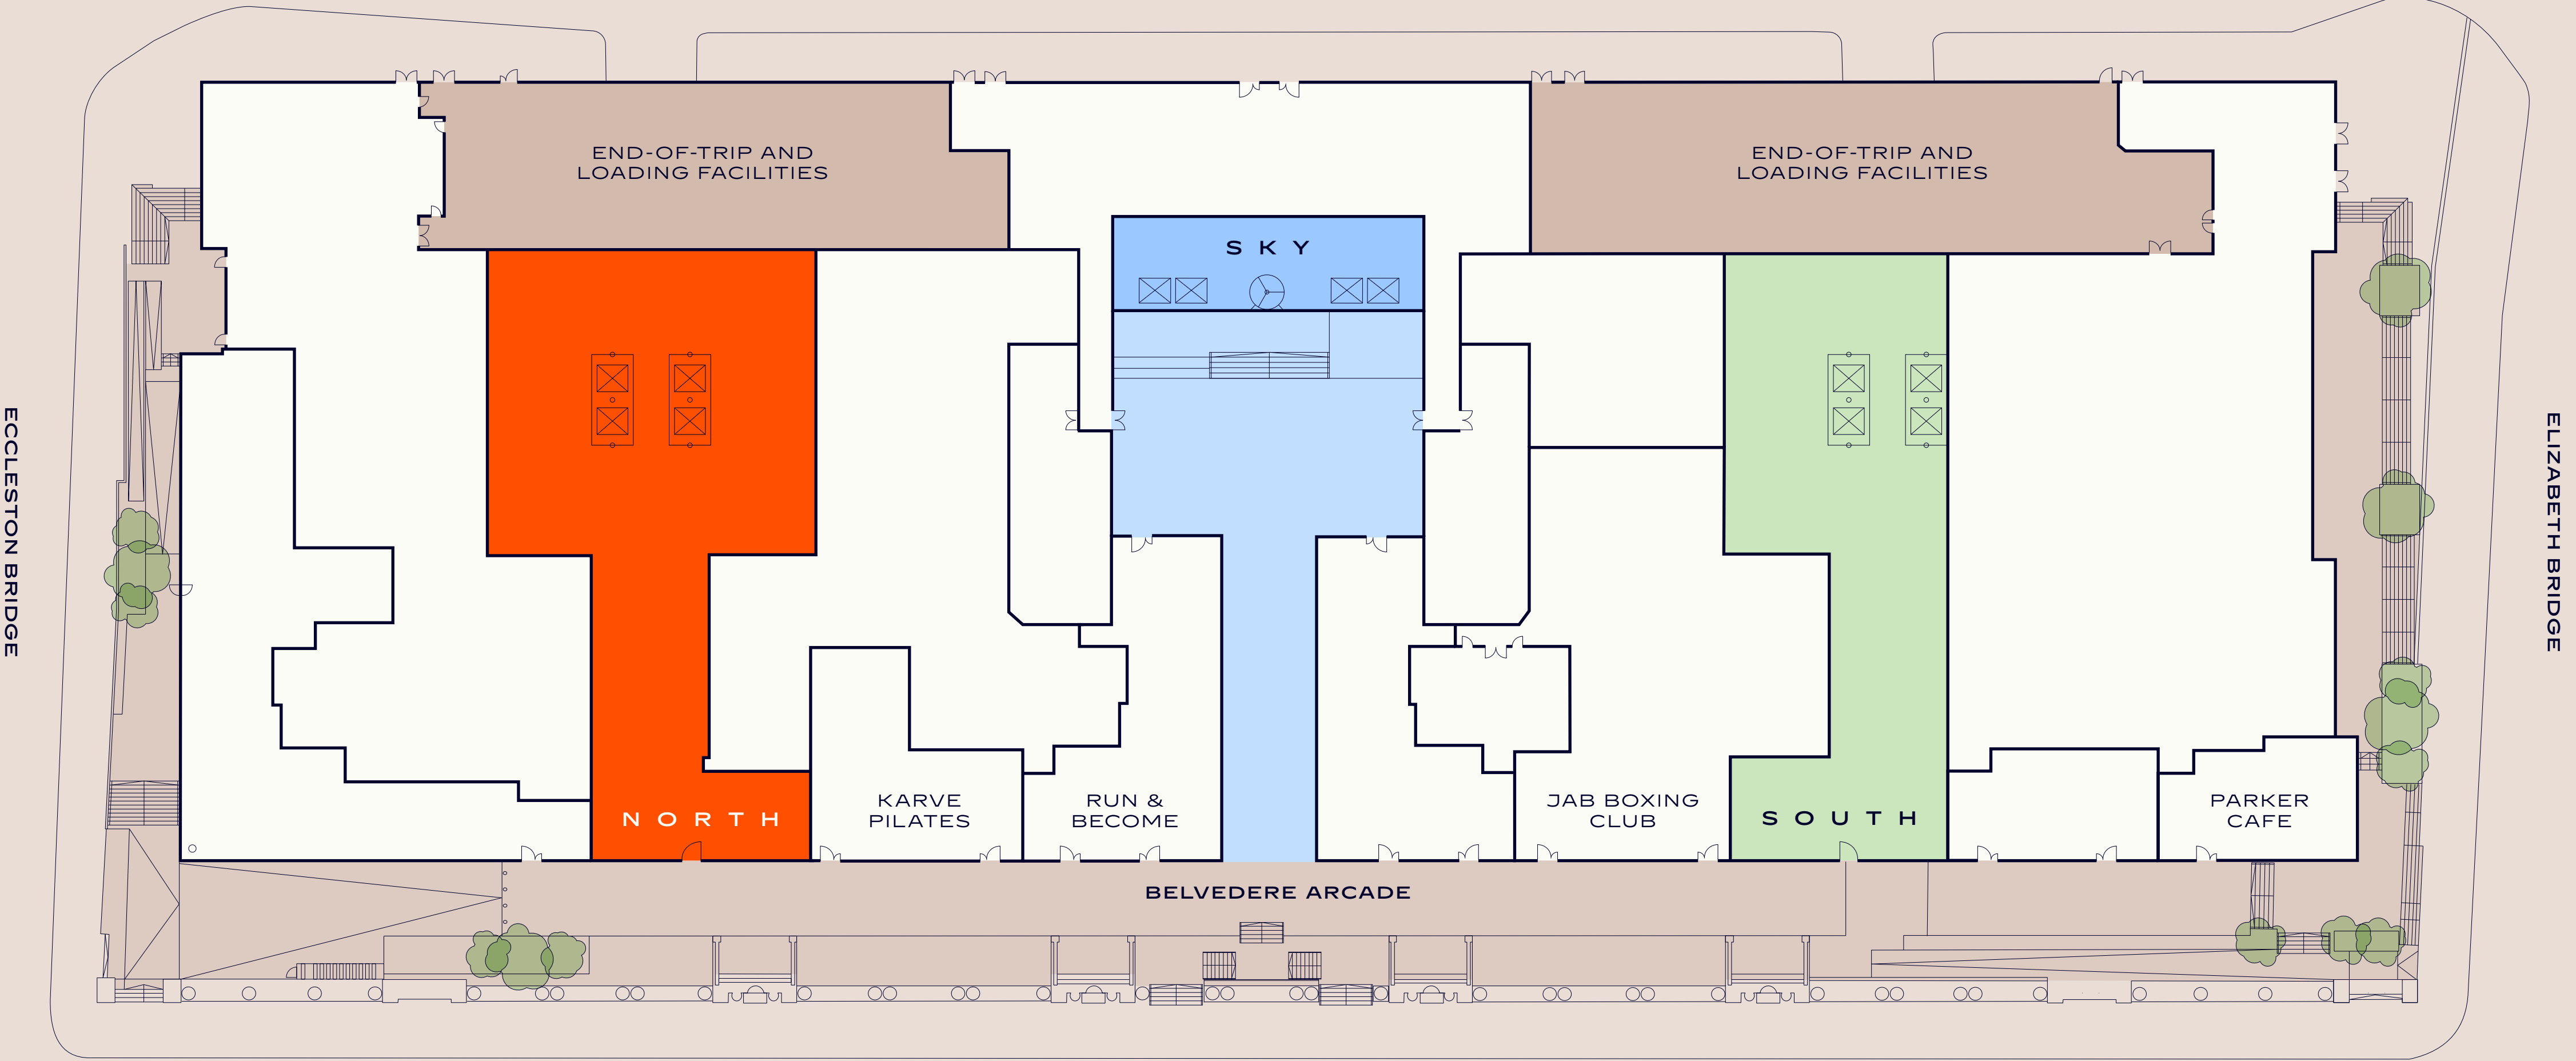 END-OF-TRIP AND
LOADING FACILITIES
END-OF-TRIP AND
LOADING FACILITIES
SKY
ECCLESTON BRIDGE
ELIZABETH BRIDGE
NORTH
KARVE
PILATES
RUN &
BECOME
JAB BOXING
CLUB
SOUTH
PARKER
CAFE
BELVEDERE ARCADE